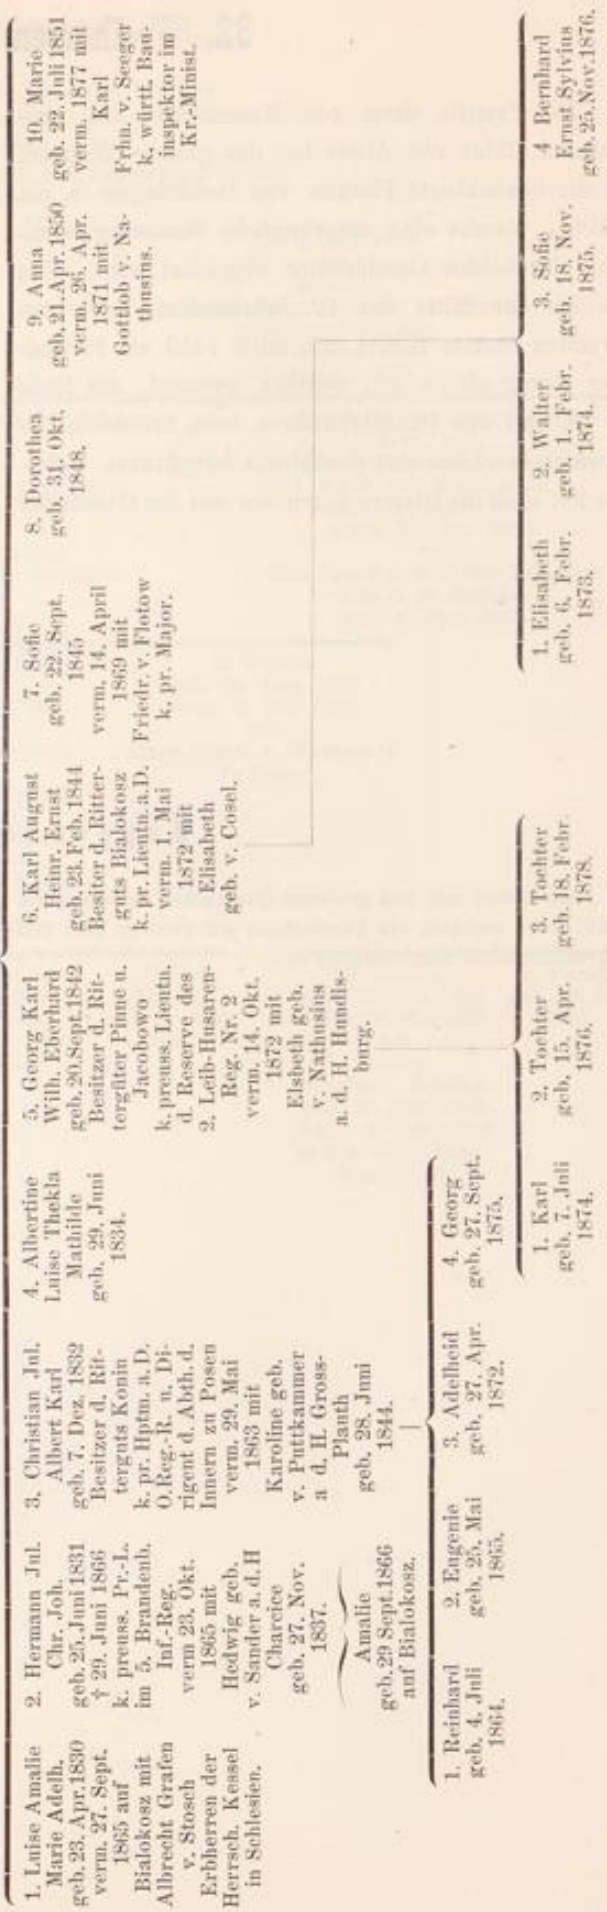 1. Luise Amalie
Marie Adelh.
geb. 23. Apr. 1830
verm. 27. Sept.
1865 auf
Bialokosz mit
Albrecht Grafen
v. Stosch
Erbherren der
Herrsch. Kessel
in Schlesien.
2. Hermann Jul.
Chr. Joh.
geb. 25. Juni 1831
† 29. Juni 1866
k. preuss. Pr.-L.
im 5. Brandenb.
Inf.-Reg.
verm 23. Okt.
1865 mit
Hedwig geb.
v. Sander a. d. H
Charcice
geb. 27. Nov.
1837.
Amalie
geb. 29 Sept. 1866
auf Bialokosz.
3. Christian Jul.
Albert Karl
geb. 7. Dez. 1832
Besitzer d. Rit-
terguts Konin
k. pr. Hptm. a. D.
O.Reg.-R. u. Di-
rigent d. Abth. d.
Innern zu Posen
verm. 29. Mai
1863 mit
Karoline geb.
v. Puttkammer
a d. H. Gross-
Plauth
geb. 28. Juni
1844.
1. Reinhard
geb. 4. Juli
1864.
2. Eugenie
geb. 25. Mai
1865.
3. Adelheid
geb. 27. Apr.
1872.
4. Georg
geb. 27. Sept.
1875.
4. Albertine
Luise Thekla
Mathilde
geb. 29. Juni
1834.
5. Georg Karl
Wilh. Eberhard
geb. 20. Sept. 1842
Besitzer d. Rit-
tergüter Pinne u.
Jacobowo
k. preuss. Lieutn.
d. Reserve des
2. Leib-Husaren-
Reg. Nr. 2
verm. 14. Okt.
1872 mit
Elsbeth geb.
v. Nathusius
a. d. H. Hundis-
burg.
1. Karl
geb. 7. Juli
1874.
2. Tochter
geb. 15. Apr.
1876.
3. Tochter
geb. 18. Febr.
1878.
6. Karl August
Heinr. Ernst
geb. 23. Feb. 1844
Besitzer d. Ritter-
guts Bialokosz
k. pr. Lieutn. a. D.
verm. 1. Mai
1872 mit
Elisabeth
geb. v. Cosel.
1. Elisabeth
geb. 6. Febr.
1873.
2. Walter
geb. 1. Febr.
1874.
3. Sofie
geb. 18. Nov.
1875.
4 Bernhard
Ernst Sylvius
geb. 25. Nov. 1876.
7. Sofie
geb. 22. Sept.
1845
verm. 14. April
1869 mit
Friedr. v. Flotow
k. pr. Major.
8. Dorothea
geb. 31. Okt.
1848.
9. Anna
geb. 21. Apr. 1850
verm. 26. Apr.
1871 mit
Gottlob v. Na-
thusius.
10. Marie
geb. 22. Juli 1851
verm. 1877 mit
Karl
Frhn. v. Seeger
k. württ. Bau-
inspektor im
Kr.-Minist.